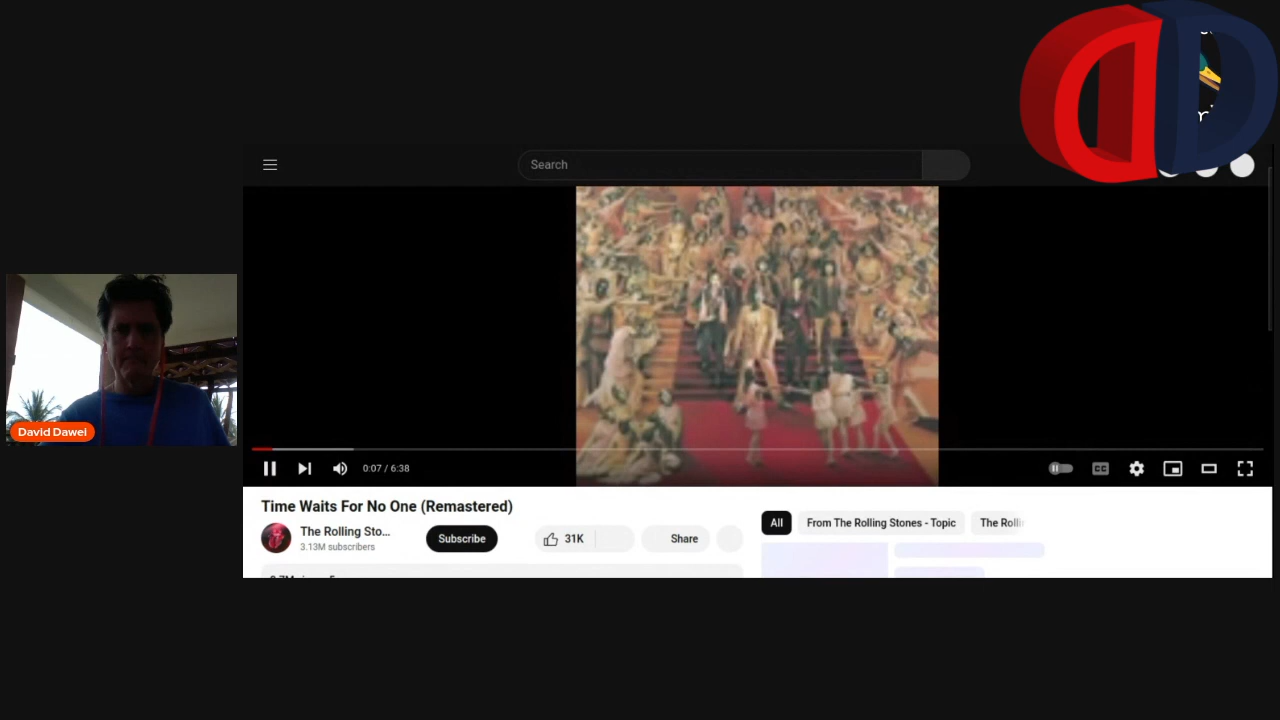 Search
David Dawei
0:07 / 6:38
CC
Time Waits For No One (Remastered)
The Rolling Sto...
3.13M subscribers
Subscribe
31K
Share
All
From The Rolling Stones - Topic
The Rolli